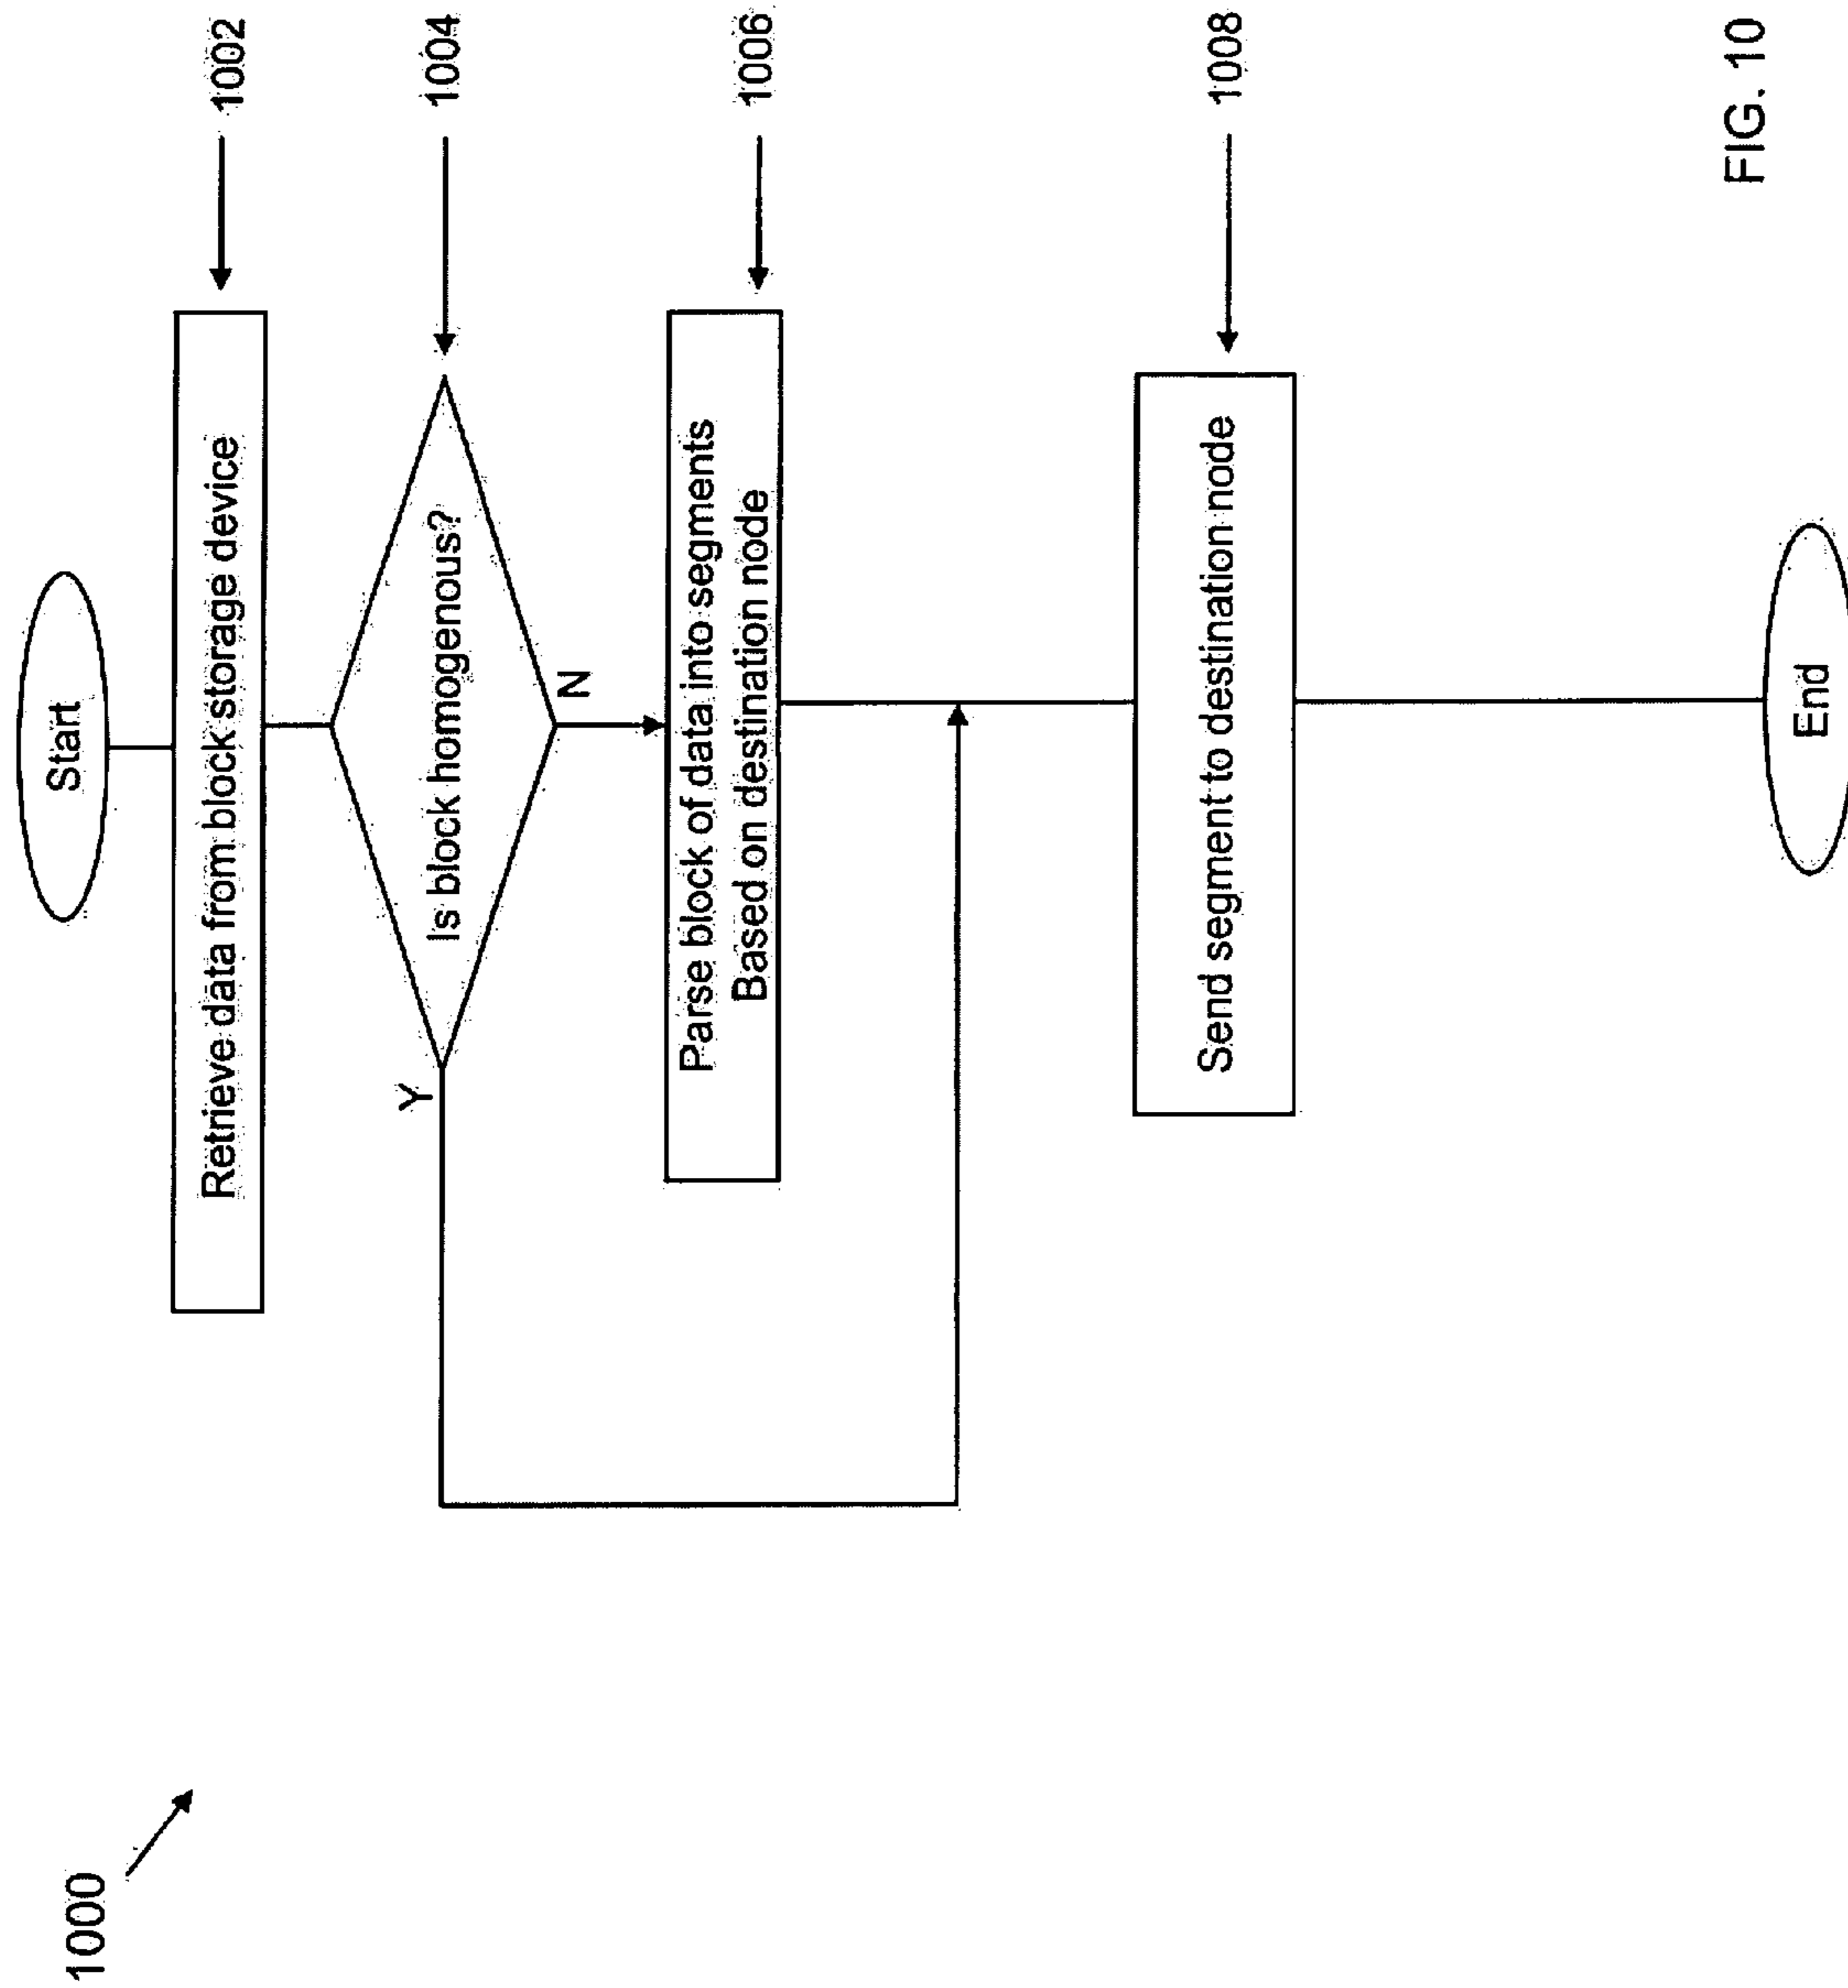 1000
Start
Retrieve data from block storage device
1002
Is block homogenous?
1004
Y
N
Parse block of data into segments
Based on destination node
1006
Send segment to destination node
1008
End
FIG. 10